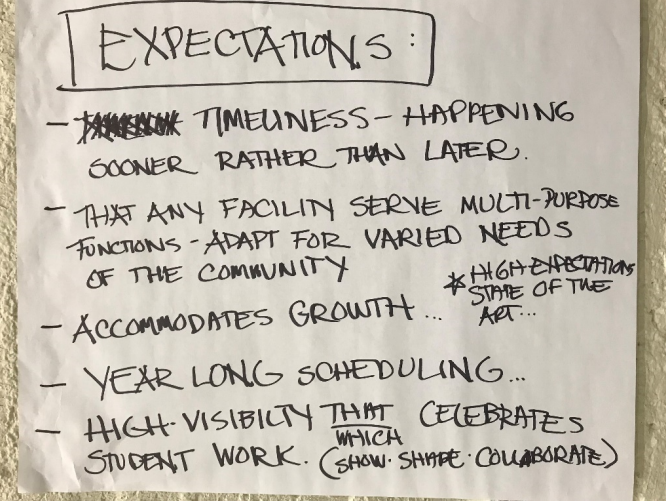 EXPECTATIONS:
- TIMELINESS - HAPPENING
SOONER RATHER THAN LATER.
- THAT ANY FACILITY SERVE MULTI-PURPOSE
FUNCTIONS - ADAPT FOR VARIED NEEDS
OF THE COMMUNITY
* HIGH EXPECTATIONS
STATE OF THE
ART...
- ACCOMMODATES GROWTH...
- YEAR LONG SCHEDULING...
- HIGH-VISIBILTY THAT CELEBRATES
WHICH
STUDENT WORK. (SHOW · SHAPE · COLLABORATE)